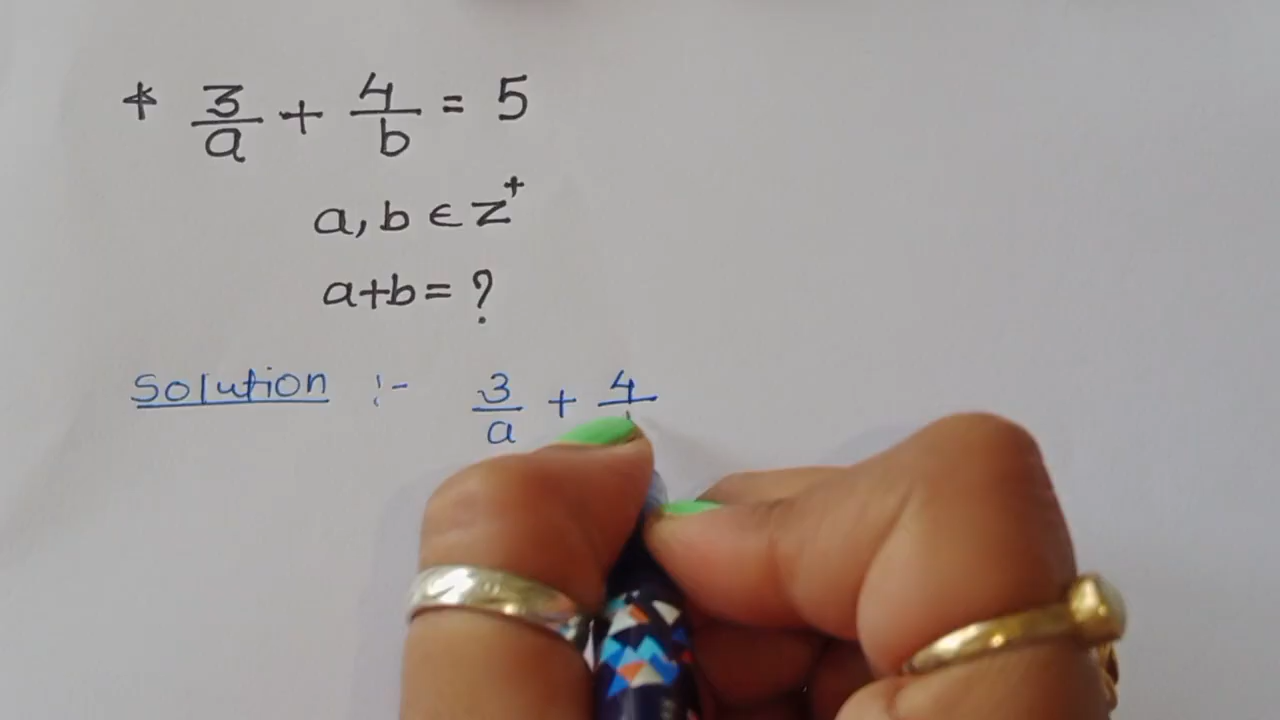 * 3/a + 4/b = 5
a, b ∈ Z⁺
a+b = ?
Solution :- 3/a + 4/